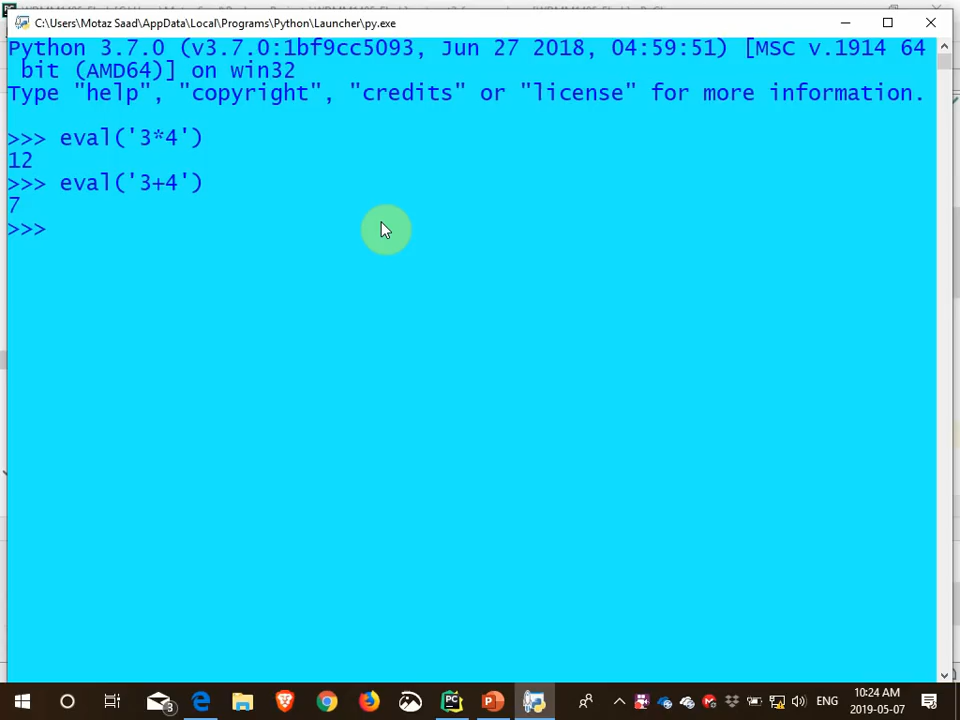 C:\Users\Motaz Saad\AppData\Local\Programs\Python\Launcher\py.exe
Python 3.7.0 (v3.7.0:1bf9cc5093, Jun 27 2018, 04:59:51) [MSC v.1914 64
bit (AMD64)] on win32
Type "help", "copyright", "credits" or "license" for more information.
>>> eval('3*4')
12
>>> eval('3+4')
7
>>>
3
PC
P
ENG
10:24 AM
2019-05-07